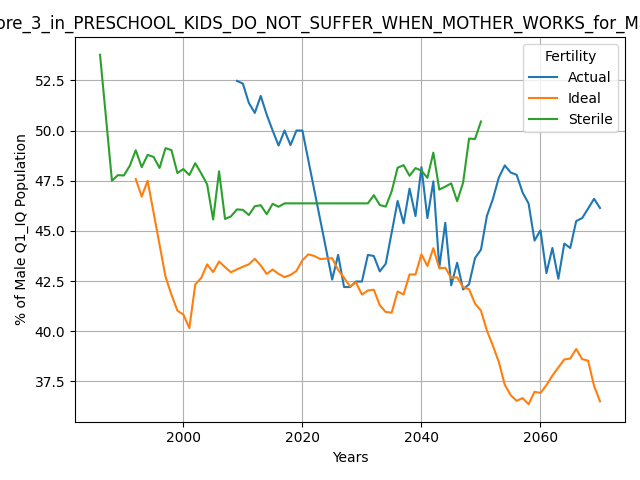 ore_3_in_PRESCHOOL_KIDS_DO_NOT_SUFFER_WHEN_MOTHER_WORKS_for_M
Fertility
Actual
Ideal
Sterile
% of Male Q1_IQ Population
52.5
50.0
47.5
45.0
42.5
40.0
37.5
2000
2020
2040
2060
Years